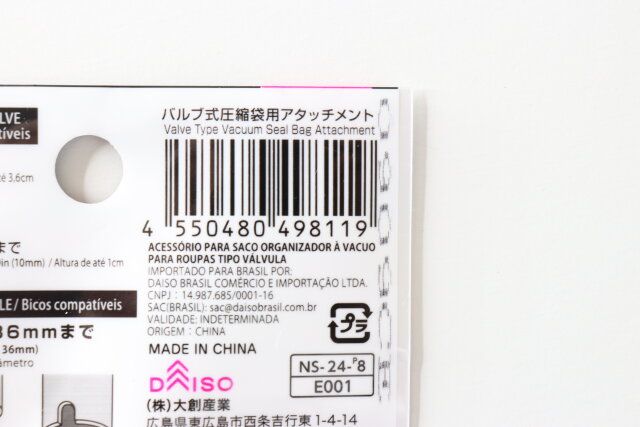 LVE
tíveis
até 3,6cm
まで
in (10mm) / Altura de até 1cm
LE / Bicos compatíveis
36mmまで
36mm)
âmetro
バルブ式圧縮袋用アタッチメント
Valve Type Vacuum Seal Bag Attachment
4 550480 498119
ACESSÓRIO PARA SACO ORGANIZADOR À VACUO
PARA ROUPAS TIPO VÁLVULA
IMPORTADO PARA BRASIL POR:
DAISO BRASIL COMÉRCIO E IMPORTAÇÃO LTDA.
CNPJ : 14.987.685/0001-16
SAC(BRASIL): sac@daisobrasil.com.br
VALIDADE: INDETERMINADA
ORIGEM : CHINA
プラ
MADE IN CHINA
NS-24-P8
E001
DAISO
(株)大創産業
広島県東広島市西条吉行東1-4-14